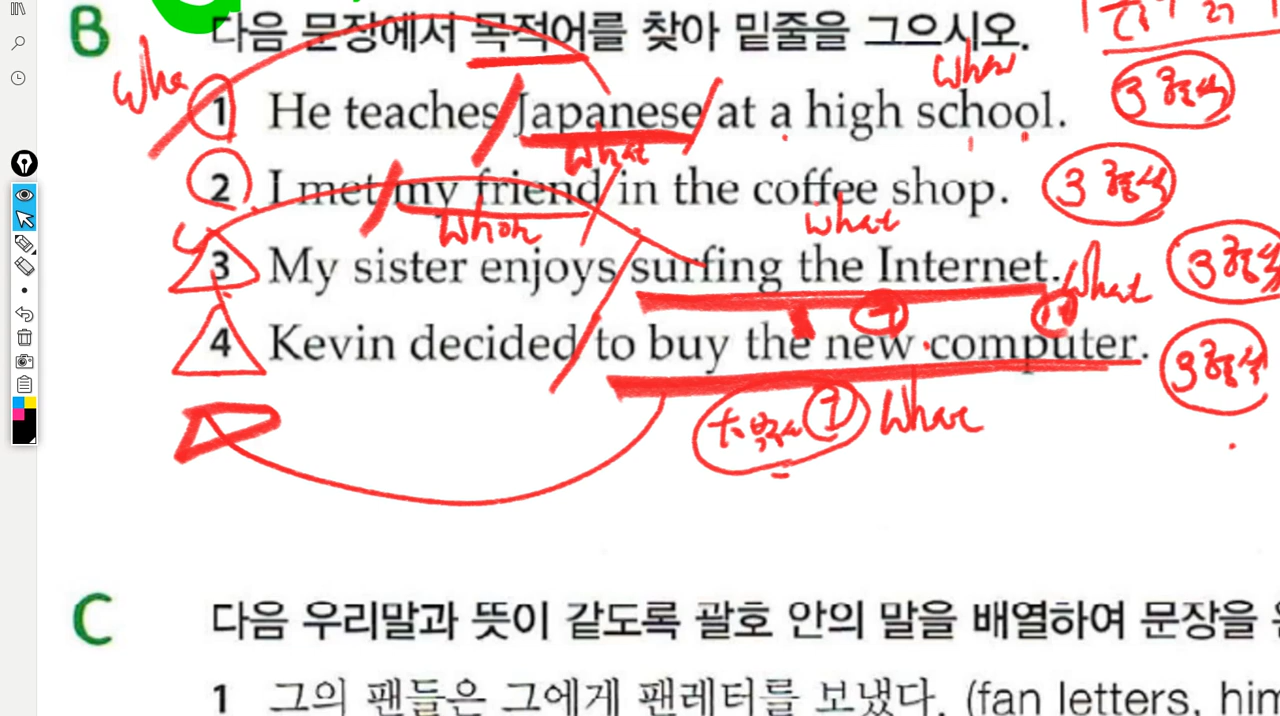 B 다음 문장에서 목적어를 찾아 밑줄을 그으시오.
1 He teaches Japanese at a high school. 3형식
what
2 I met my friend in the coffee shop. 3형식
whom what
3 My sister enjoys surfing the Internet. what 3형식
4 Kevin decided to buy the new computer. 3형식
what
C 다음 우리말과 뜻이 같도록 괄호 안의 말을 배열하여 문장을
1 그의 팬들은 그에게 팬레터를 보냈다. (fan letters, him